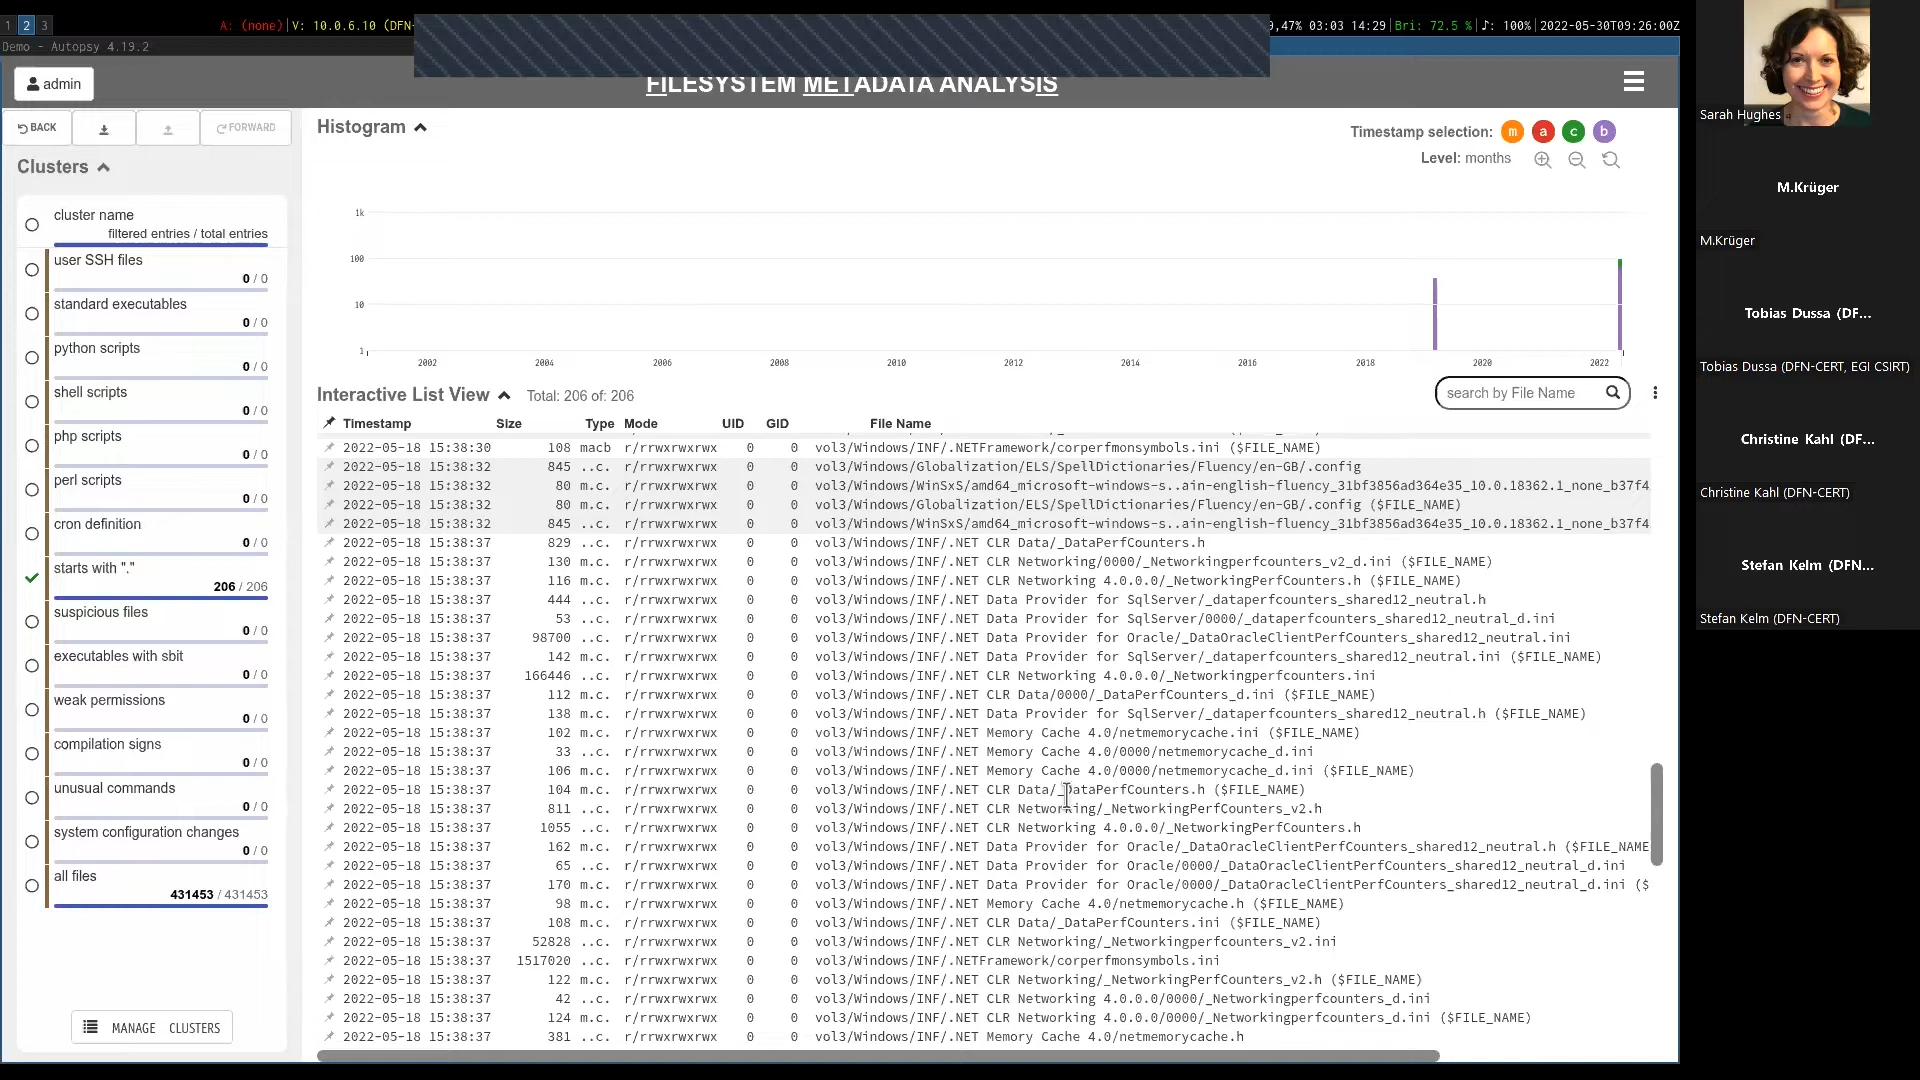 1 2 3
A: (none)|V: 10.0.6.10 (DFN-
,47% 03:03 14:29|Bri: 72.5 %|♪: 100%|2022-05-30T09:26:00Z
Demo - Autopsy 4.19.2
admin
FILESYSTEM METADATA ANALYSIS
BACK
FORWARD
Clusters
cluster name
filtered entries / total entries
user SSH files
0 / 0
standard executables
0 / 0
python scripts
0 / 0
shell scripts
0 / 0
php scripts
0 / 0
perl scripts
0 / 0
cron definition
0 / 0
starts with "."
206 / 206
suspicious files
0 / 0
executables with sbit
0 / 0
weak permissions
0 / 0
compilation signs
0 / 0
unusual commands
0 / 0
system configuration changes
0 / 0
all files
431453 / 431453
MANAGE CLUSTERS
Histogram
Timestamp selection: m a c b
Level: months
1k
100
10
1
2002 2004 2006 2008 2010 2012 2014 2016 2018 2020 2022
Interactive List View Total: 206 of: 206
search by File Name
Timestamp Size Type Mode UID GID File Name
2022-05-18 15:38:30 108 macb r/rrwxrwxrwx 0 0 vol3/Windows/INF/.NETFramework/corperfmonsymbols.ini ($FILE_NAME)
2022-05-18 15:38:32 845 ..c. r/rrwxrwxrwx 0 0 vol3/Windows/Globalization/ELS/SpellDictionaries/Fluency/en-GB/.config
2022-05-18 15:38:32 80 m.c. r/rrwxrwxrwx 0 0 vol3/Windows/WinSxS/amd64_microsoft-windows-s..ain-english-fluency_31bf3856ad364e35_10.0.18362.1_none_b37f4
2022-05-18 15:38:32 80 m.c. r/rrwxrwxrwx 0 0 vol3/Windows/Globalization/ELS/SpellDictionaries/Fluency/en-GB/.config ($FILE_NAME)
2022-05-18 15:38:32 845 ..c. r/rrwxrwxrwx 0 0 vol3/Windows/WinSxS/amd64_microsoft-windows-s..ain-english-fluency_31bf3856ad364e35_10.0.18362.1_none_b37f4
2022-05-18 15:38:37 829 ..c. r/rrwxrwxrwx 0 0 vol3/Windows/INF/.NET CLR Data/_DataPerfCounters.h
2022-05-18 15:38:37 130 m.c. r/rrwxrwxrwx 0 0 vol3/Windows/INF/.NET CLR Networking/0000/_Networkingperfcounters_v2_d.ini ($FILE_NAME)
2022-05-18 15:38:37 116 m.c. r/rrwxrwxrwx 0 0 vol3/Windows/INF/.NET CLR Networking 4.0.0.0/_NetworkingPerfCounters.h ($FILE_NAME)
2022-05-18 15:38:37 444 ..c. r/rrwxrwxrwx 0 0 vol3/Windows/INF/.NET Data Provider for SqlServer/_dataperfcounters_shared12_neutral.h
2022-05-18 15:38:37 53 ..c. r/rrwxrwxrwx 0 0 vol3/Windows/INF/.NET Data Provider for SqlServer/0000/_dataperfcounters_shared12_neutral_d.ini
2022-05-18 15:38:37 98700 ..c. r/rrwxrwxrwx 0 0 vol3/Windows/INF/.NET Data Provider for Oracle/_DataOracleClientPerfCounters_shared12_neutral.ini
2022-05-18 15:38:37 142 m.c. r/rrwxrwxrwx 0 0 vol3/Windows/INF/.NET Data Provider for SqlServer/_dataperfcounters_shared12_neutral.ini ($FILE_NAME)
2022-05-18 15:38:37 166446 ..c. r/rrwxrwxrwx 0 0 vol3/Windows/INF/.NET CLR Networking 4.0.0.0/_Networkingperfcounters.ini
2022-05-18 15:38:37 112 m.c. r/rrwxrwxrwx 0 0 vol3/Windows/INF/.NET CLR Data/0000/_DataPerfCounters_d.ini ($FILE_NAME)
2022-05-18 15:38:37 138 m.c. r/rrwxrwxrwx 0 0 vol3/Windows/INF/.NET Data Provider for SqlServer/_dataperfcounters_shared12_neutral.h ($FILE_NAME)
2022-05-18 15:38:37 102 m.c. r/rrwxrwxrwx 0 0 vol3/Windows/INF/.NET Memory Cache 4.0/netmemorycache.ini ($FILE_NAME)
2022-05-18 15:38:37 33 ..c. r/rrwxrwxrwx 0 0 vol3/Windows/INF/.NET Memory Cache 4.0/0000/netmemorycache_d.ini
2022-05-18 15:38:37 106 m.c. r/rrwxrwxrwx 0 0 vol3/Windows/INF/.NET Memory Cache 4.0/0000/netmemorycache_d.ini ($FILE_NAME)
2022-05-18 15:38:37 104 m.c. r/rrwxrwxrwx 0 0 vol3/Windows/INF/.NET CLR Data/_DataPerfCounters.h ($FILE_NAME)
2022-05-18 15:38:37 811 ..c. r/rrwxrwxrwx 0 0 vol3/Windows/INF/.NET CLR Networking/_NetworkingPerfCounters_v2.h
2022-05-18 15:38:37 1055 ..c. r/rrwxrwxrwx 0 0 vol3/Windows/INF/.NET CLR Networking 4.0.0.0/_NetworkingPerfCounters.h
2022-05-18 15:38:37 162 m.c. r/rrwxrwxrwx 0 0 vol3/Windows/INF/.NET Data Provider for Oracle/_DataOracleClientPerfCounters_shared12_neutral.h ($FILE_NAME
2022-05-18 15:38:37 65 ..c. r/rrwxrwxrwx 0 0 vol3/Windows/INF/.NET Data Provider for Oracle/0000/_DataOracleClientPerfCounters_shared12_neutral_d.ini
2022-05-18 15:38:37 170 m.c. r/rrwxrwxrwx 0 0 vol3/Windows/INF/.NET Data Provider for Oracle/0000/_DataOracleClientPerfCounters_shared12_neutral_d.ini ($
2022-05-18 15:38:37 98 m.c. r/rrwxrwxrwx 0 0 vol3/Windows/INF/.NET Memory Cache 4.0/netmemorycache.h ($FILE_NAME)
2022-05-18 15:38:37 108 m.c. r/rrwxrwxrwx 0 0 vol3/Windows/INF/.NET CLR Data/_DataPerfCounters.ini ($FILE_NAME)
2022-05-18 15:38:37 52828 ..c. r/rrwxrwxrwx 0 0 vol3/Windows/INF/.NET CLR Networking/_Networkingperfcounters_v2.ini
2022-05-18 15:38:37 1517020 ..c. r/rrwxrwxrwx 0 0 vol3/Windows/INF/.NETFramework/corperfmonsymbols.ini
2022-05-18 15:38:37 122 m.c. r/rrwxrwxrwx 0 0 vol3/Windows/INF/.NET CLR Networking/_NetworkingPerfCounters_v2.h ($FILE_NAME)
2022-05-18 15:38:37 42 ..c. r/rrwxrwxrwx 0 0 vol3/Windows/INF/.NET CLR Networking 4.0.0.0/0000/_Networkingperfcounters_d.ini
2022-05-18 15:38:37 124 m.c. r/rrwxrwxrwx 0 0 vol3/Windows/INF/.NET CLR Networking 4.0.0.0/0000/_Networkingperfcounters_d.ini ($FILE_NAME)
2022-05-18 15:38:37 381 ..c. r/rrwxrwxrwx 0 0 vol3/Windows/INF/.NET Memory Cache 4.0/netmemorycache.h
Sarah Hughes
M.Krüger
M.Krüger
Tobias Dussa (DF...
Tobias Dussa (DFN-CERT, EGI CSIRT)
Christine Kahl (DF...
Christine Kahl (DFN-CERT)
Stefan Kelm (DFN...
Stefan Kelm (DFN-CERT)